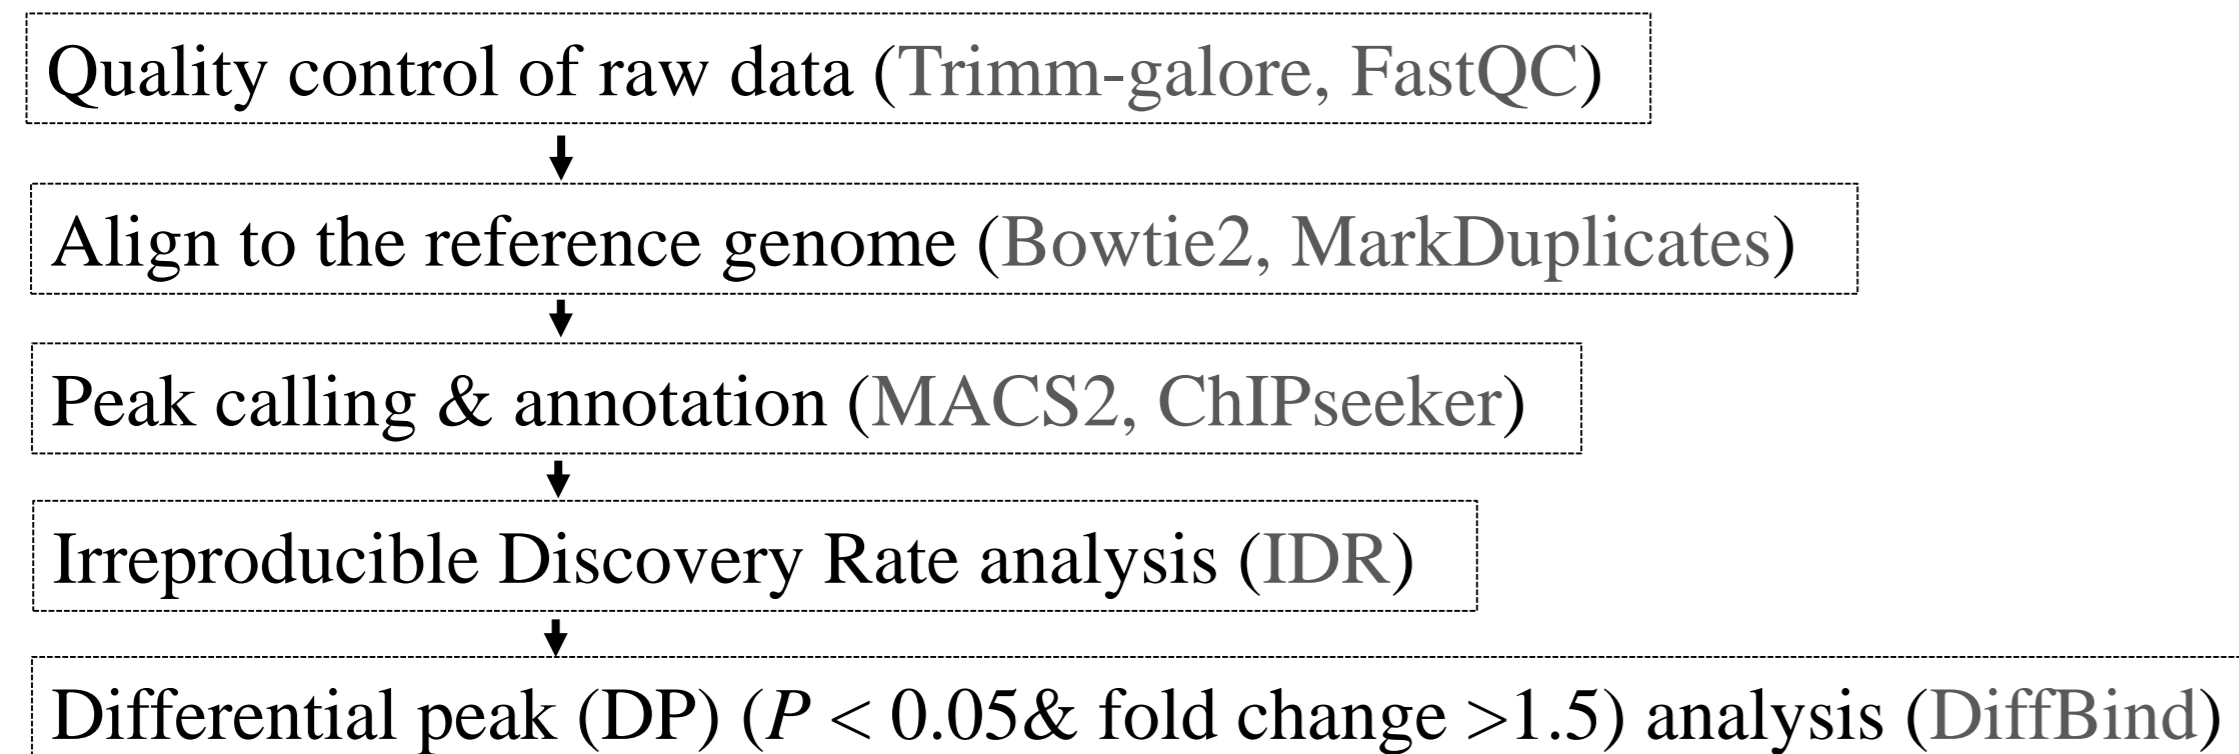 Quality control of raw data (Trimm-galore, FastQC)
Align to the reference genome (Bowtie2, MarkDuplicates)
Peak calling & annotation (MACS2, ChIPseeker)
Irreproducible Discovery Rate analysis (IDR)
Differential peak (DP) (P < 0.05& fold change >1.5) analysis (DiffBind)